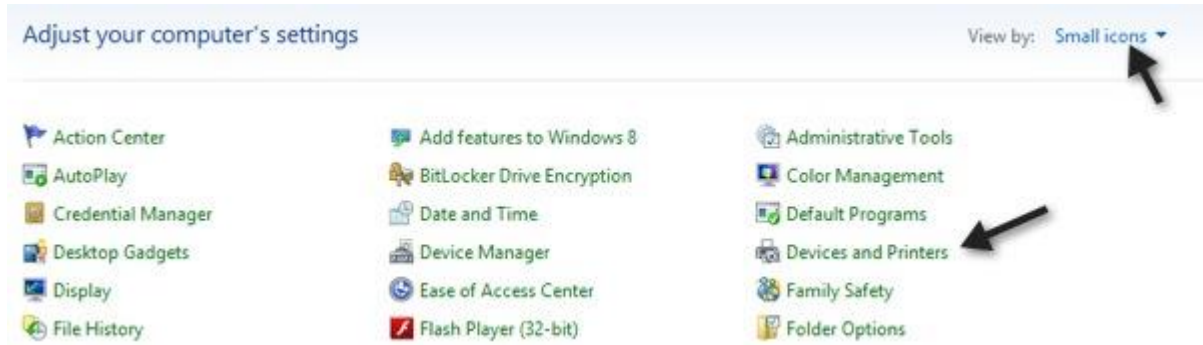 Adjust your computer's settings View by: Small icons
Action Center Add features to Windows 8 Administrative Tools
AutoPlay BitLocker Drive Encryption Color Management
Credential Manager Date and Time Default Programs
Desktop Gadgets Device Manager Devices and Printers
Display Ease of Access Center Family Safety
File History Flash Player (32-bit) Folder Options